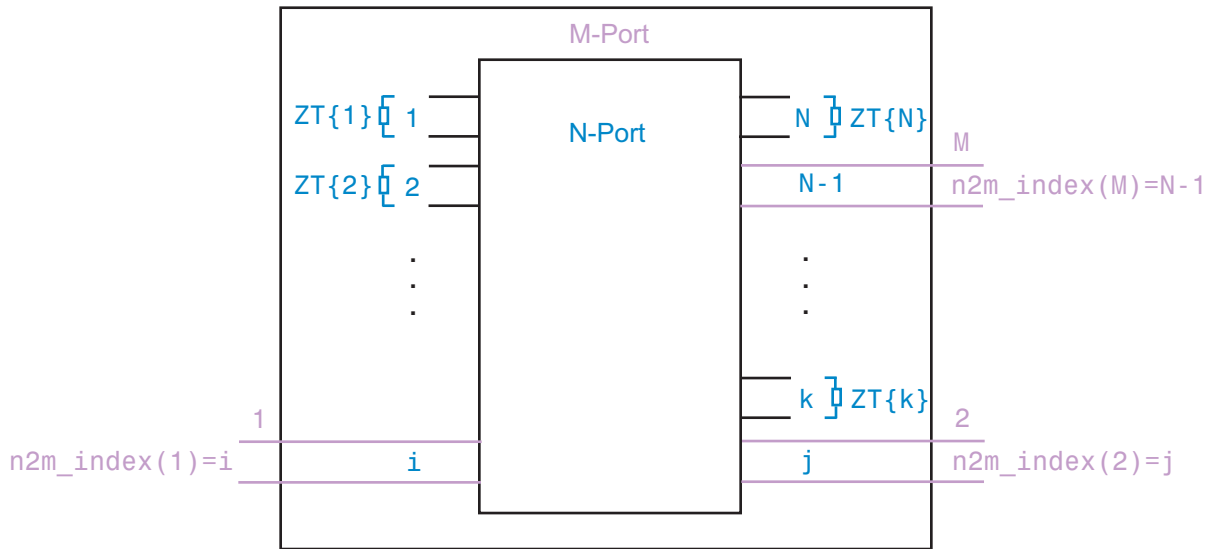 M-Port
ZT{1} 1
N ZT{N}
N-Port
M
ZT{2} 2
N-1 n2m_index(M)=N-1
.
.
.
.
.
.
k ZT{k}
1
2
n2m_index(1)=i i
j n2m_index(2)=j